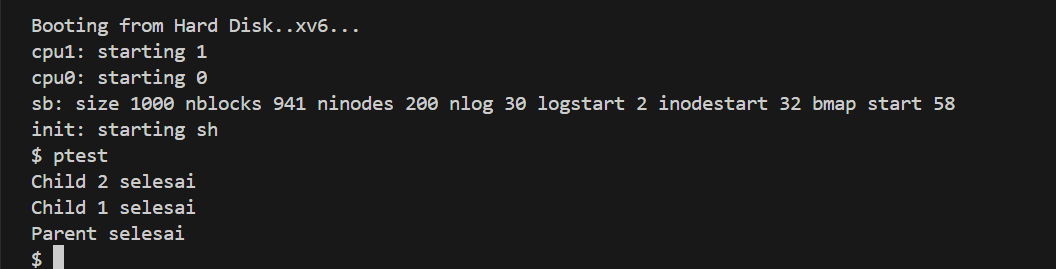 Booting from Hard Disk..xv6...
cpu1: starting 1
cpu0: starting 0
sb: size 1000 nblocks 941 ninodes 200 nlog 30 logstart 2 inodestart 32 bmap start 58
init: starting sh
$ ptest
Child 2 selesai
Child 1 selesai
Parent selesai
$